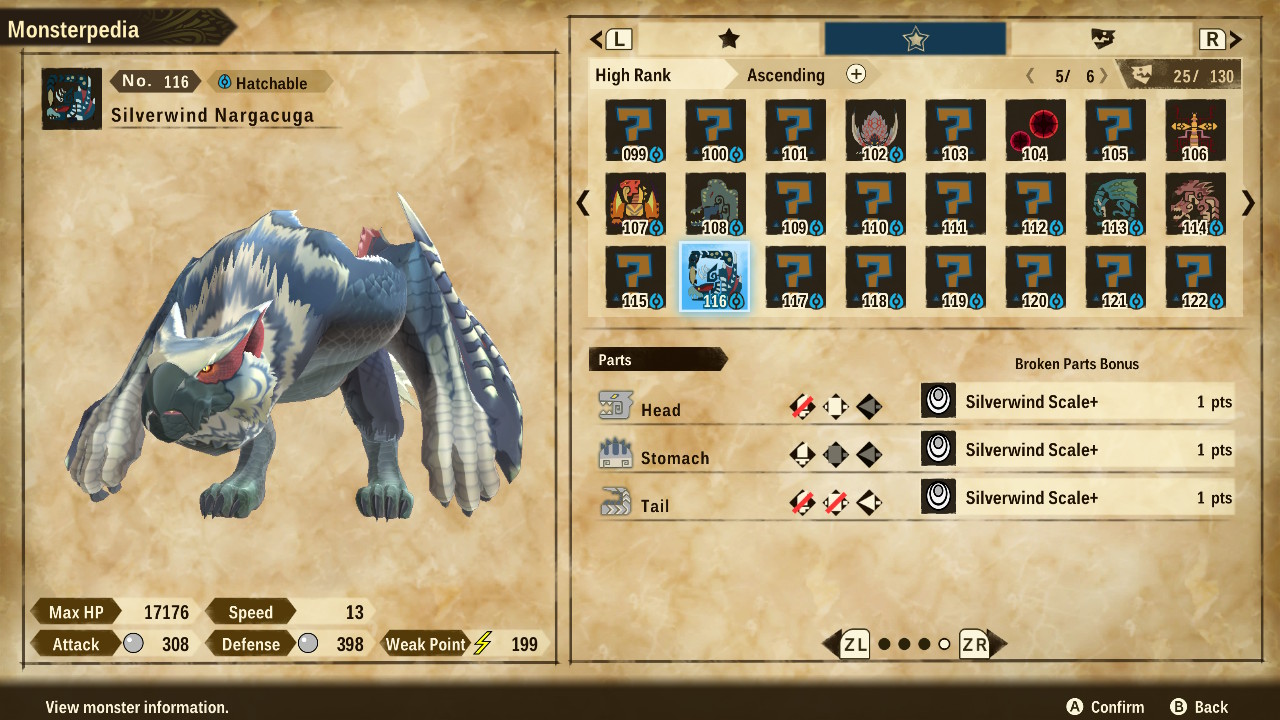 Monsterpedia
No. 116
Hatchable
Silverwind Nargacuga
Max HP 17176
Speed 13
Attack 308
Defense 398
Weak Point 199
L
R
High Rank
Ascending
5/ 6
25/ 130
099 100 101 102 103 104 105 106
107 108 109 110 111 112 113 114
115 116 117 118 119 120 121 122
Parts
Broken Parts Bonus
Head
Silverwind Scale+ 1 pts
Stomach
Silverwind Scale+ 1 pts
Tail
Silverwind Scale+ 1 pts
ZL
ZR
View monster information.
A Confirm
B Back